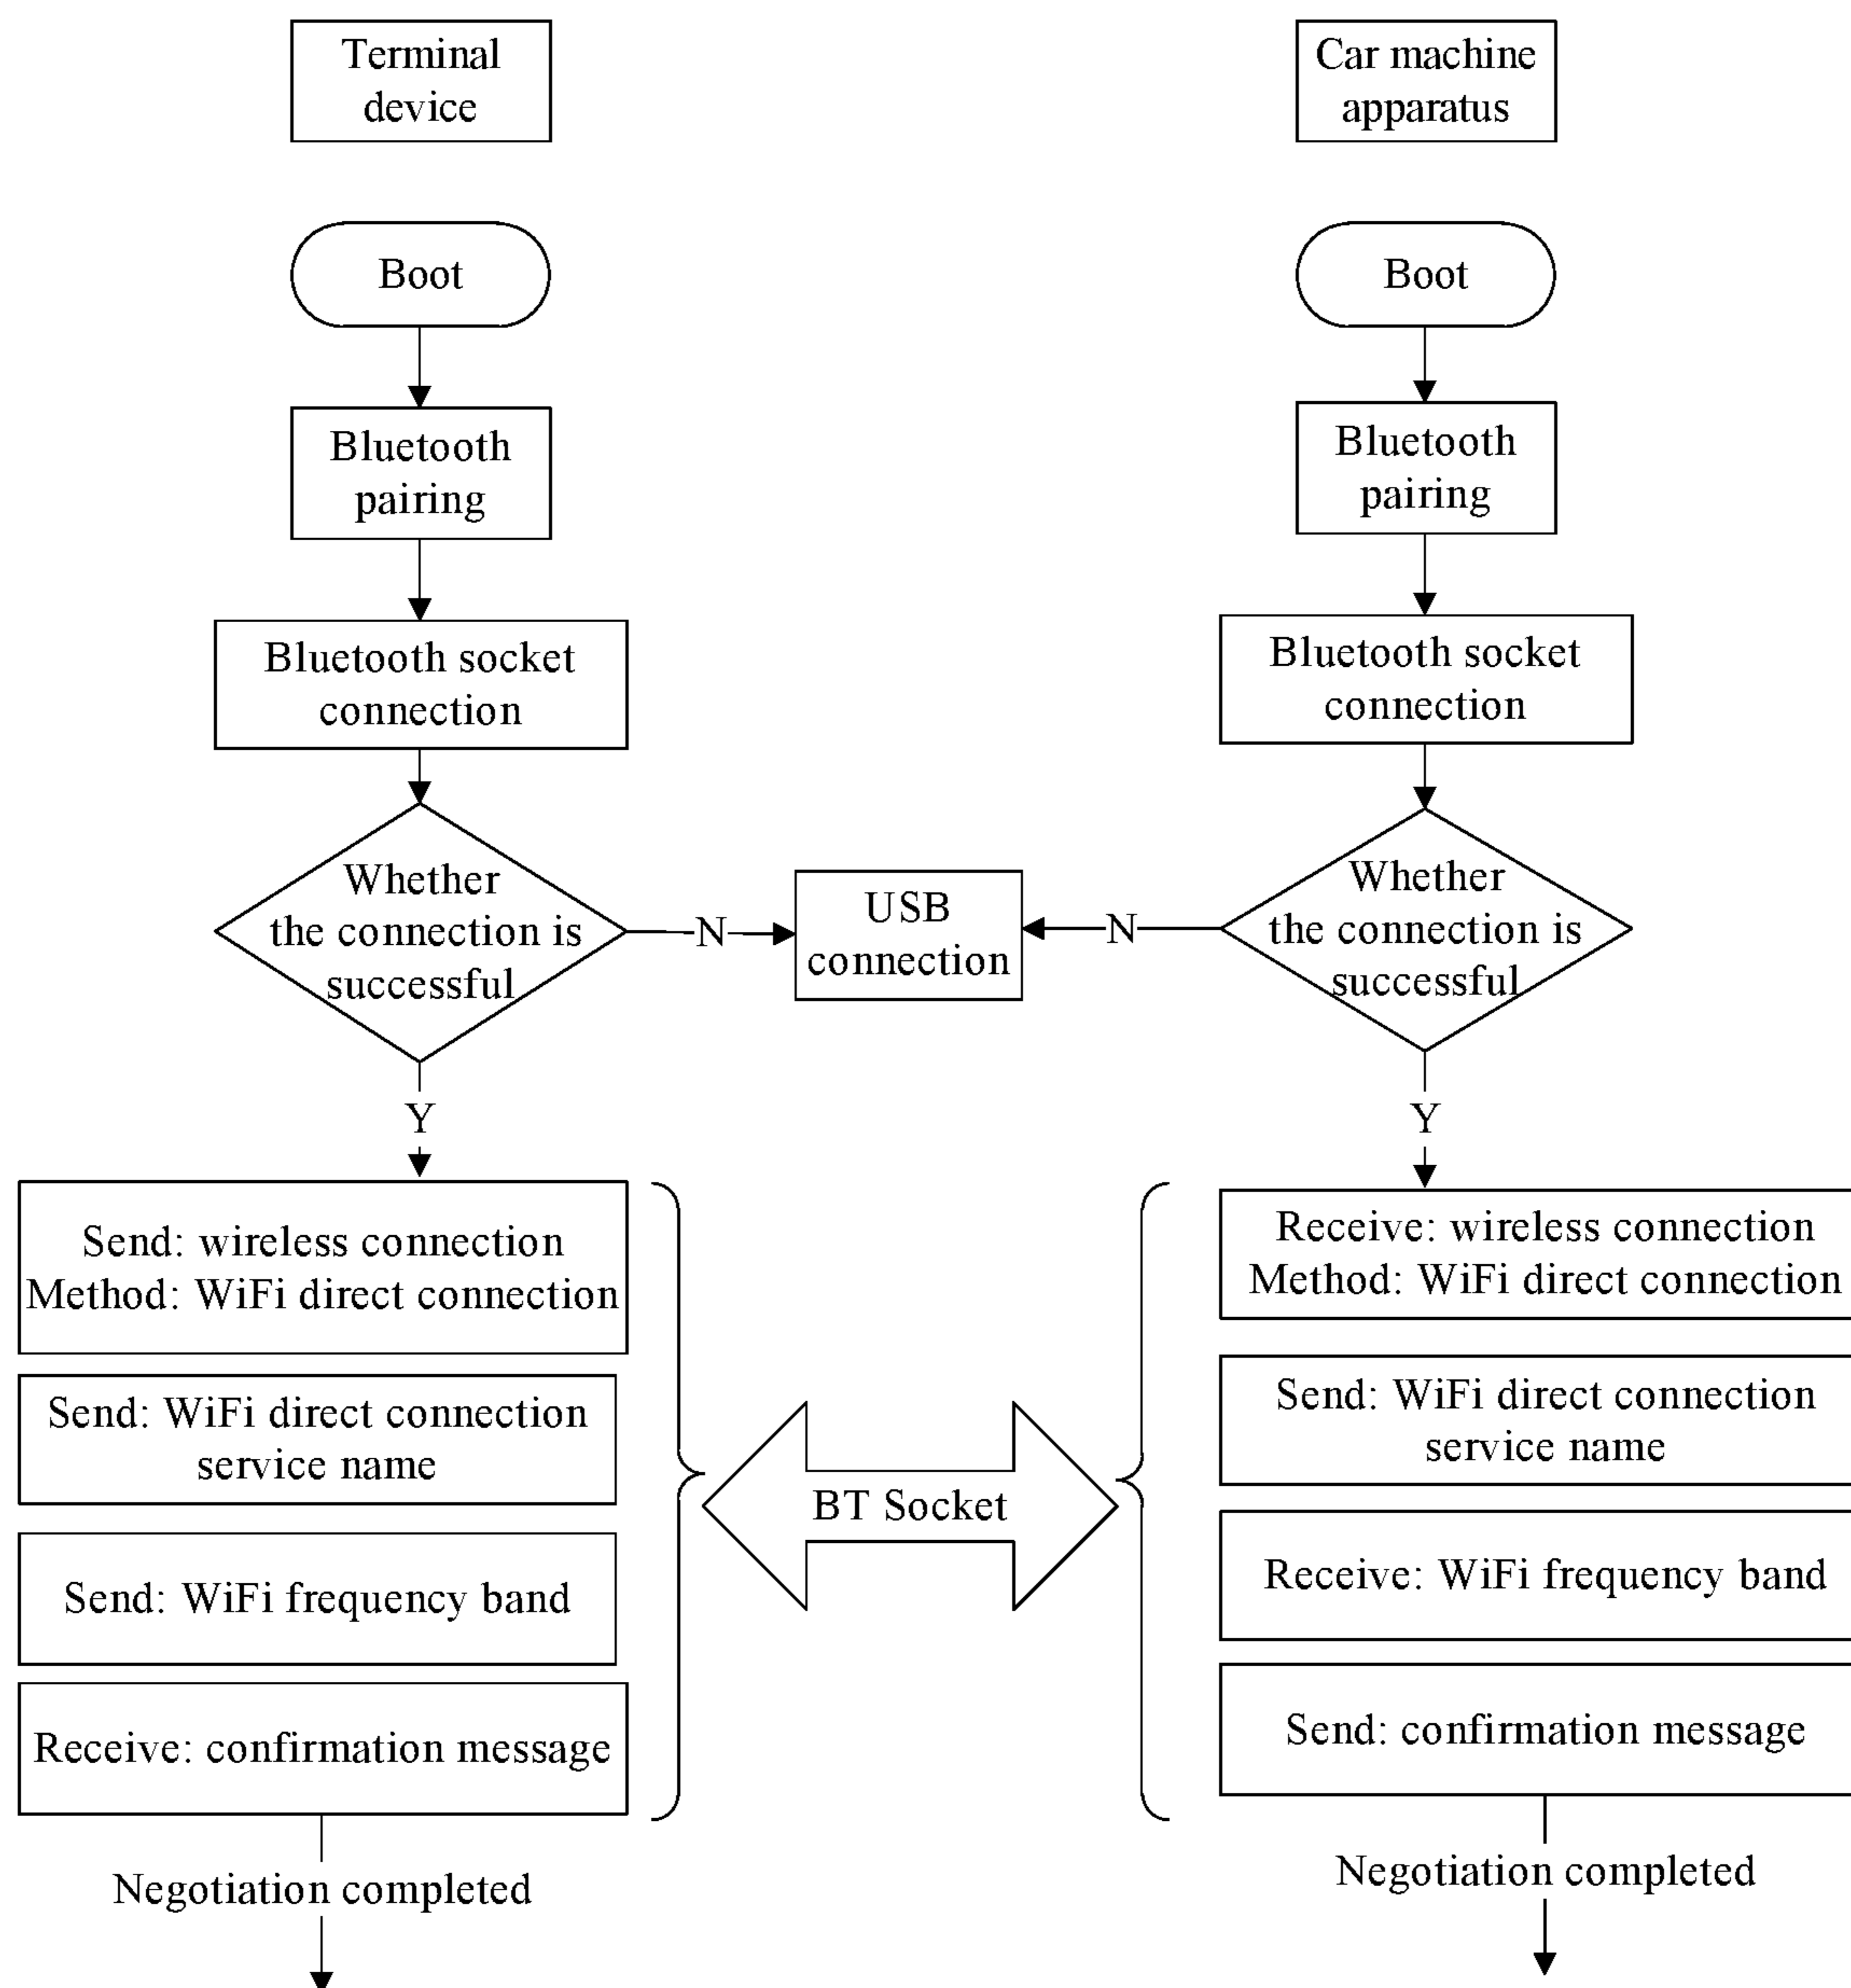 Terminal
device
Car machine
apparatus
Boot
Boot
Bluetooth
pairing
Bluetooth
pairing
Bluetooth socket
connection
Bluetooth socket
connection
Whether
the connection is
successful
N
USB
connection
N
Whether
the connection is
successful
Y
Y
Send: wireless connection
Method: WiFi direct connection
Send: WiFi direct connection
service name
Send: WiFi frequency band
Receive: confirmation message
BT Socket
Receive: wireless connection
Method: WiFi direct connection
Send: WiFi direct connection
service name
Receive: WiFi frequency band
Send: confirmation message
Negotiation completed
Negotiation completed